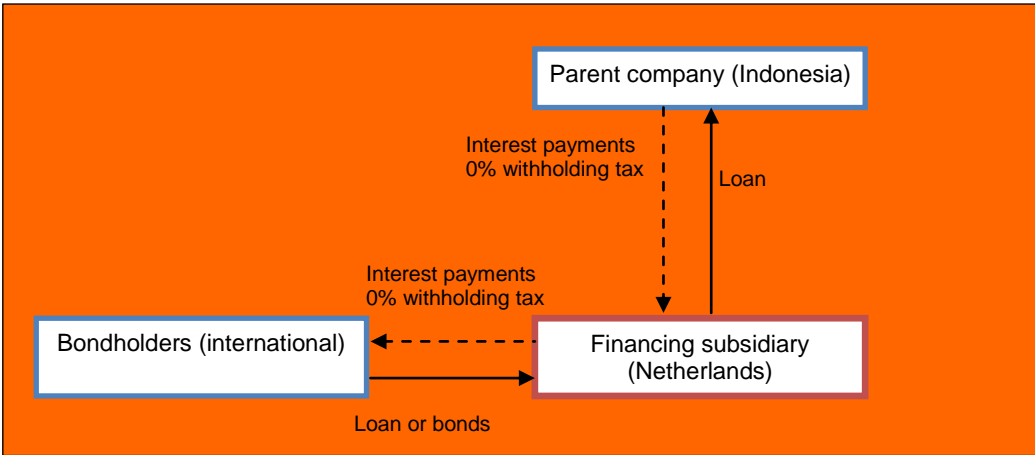 Parent company (Indonesia)
Interest payments
0% withholding tax
Loan
Interest payments
0% withholding tax
Bondholders (international)
Financing subsidiary
(Netherlands)
Loan or bonds